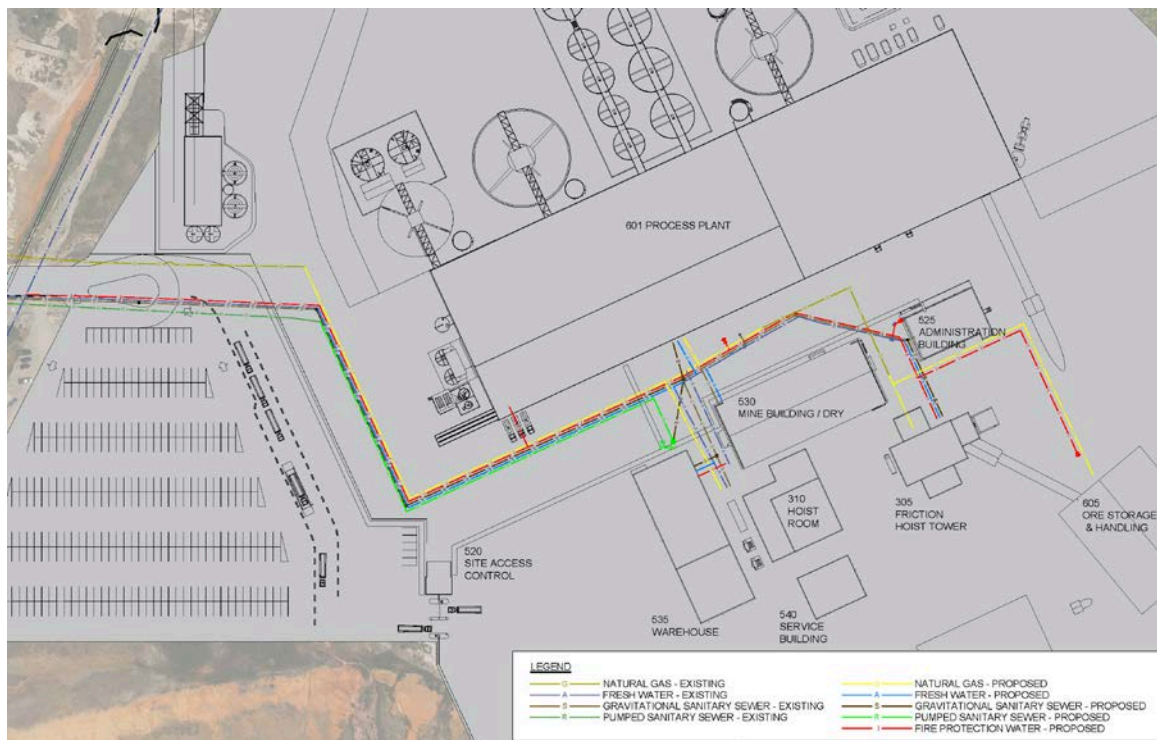 601 PROCESS PLANT
525
ADMINISTRATION
BUILDING
530
MINE BUILDING / DRY
310
HOIST
ROOM
305
FRICTION
HOIST TOWER
605
ORE STORAGE
& HANDLING
520
SITE ACCESS
CONTROL
535
WAREHOUSE
540
SERVICE
BUILDING
LEGEND
G NATURAL GAS - EXISTING
A FRESH WATER - EXISTING
S GRAVITATIONAL SANITARY SEWER - EXISTING
R PUMPED SANITARY SEWER - EXISTING
NATURAL GAS - PROPOSED
A FRESH WATER - PROPOSED
S GRAVITATIONAL SANITARY SEWER - PROPOSED
R PUMPED SANITARY SEWER - PROPOSED
I FIRE PROTECTION WATER - PROPOSED